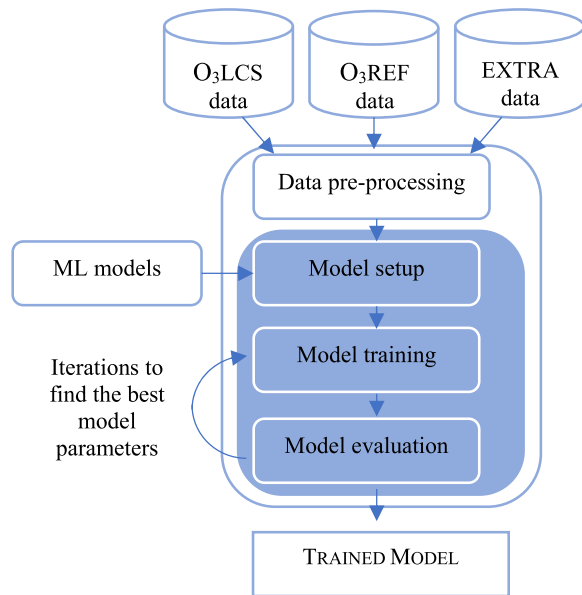 O₃LCS
data
O₃REF
data
EXTRA
data
Data pre-processing
ML models
Model setup
Model training
Iterations to
find the best
model
parameters
Model evaluation
TRAINED MODEL